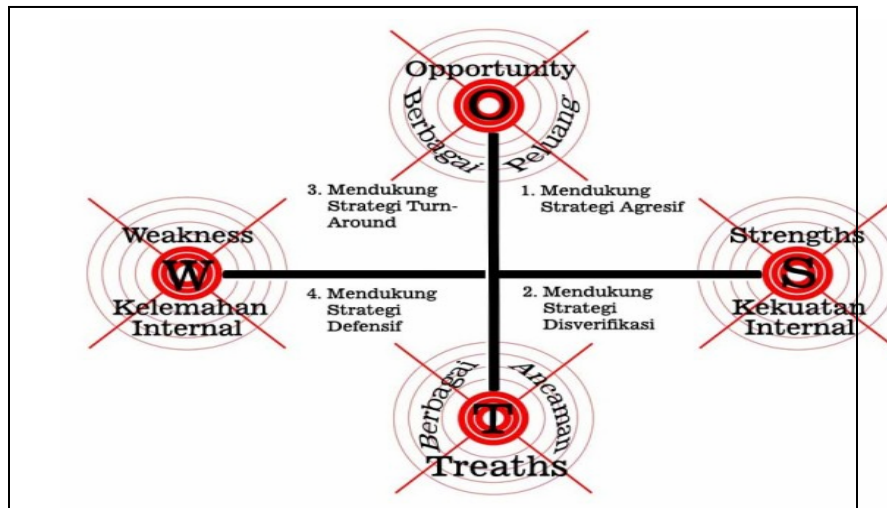 Opportunity
O
Berbagai Peluang
3. Mendukung
Strategi Turn-
Around
1. Mendukung
Strategi Agresif
Weakness
W
Kelemahan
Internal
Strengths
S
Kekuatan
Internal
4. Mendukung
Strategi
Defensif
2. Mendukung
Strategi
Disverifikasi
Berbagai Ancaman
T
Treaths